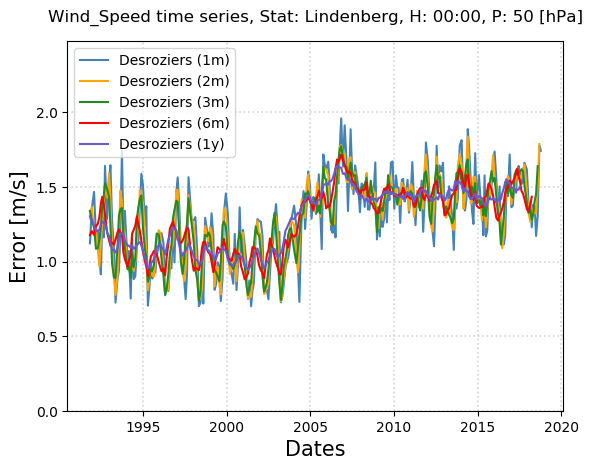 Wind_Speed time series, Stat: Lindenberg, H: 00:00, P: 50 [hPa]
Desroziers (1m)
Desroziers (2m)
Desroziers (3m)
Desroziers (6m)
Desroziers (1y)
Error [m/s]
2.0
1.5
1.0
0.5
0.0
1995 2000 2005 2010 2015 2020
Dates